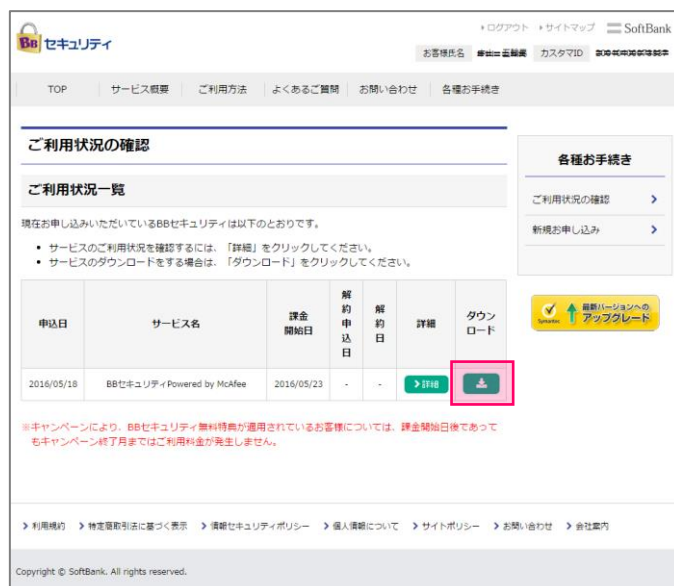 ログアウト サイトマップ SoftBank
BB セキュリティ
お客様氏名 カスタマID
TOP サービス概要 ご利用方法 よくあるご質問 お問い合わせ 各種お手続き
ご利用状況の確認
ご利用状況一覧
現在お申し込みいただいているBBセキュリティは以下のとおりです。
• サービスのご利用状況を確認するには、「詳細」をクリックしてください。
• サービスのダウンロードをする場合は、「ダウンロード」をクリックしてください。
申込日 サービス名 課金開始日 解約申込日 解約日 詳細 ダウンロード
2016/05/18 BBセキュリティPowered by McAfee 2016/05/23 - - 詳細
※キャンペーンにより、BBセキュリティ無料特典が適用されているお客様については、課金開始日後であって
もキャンペーン終了月まではご利用料金が発生しません。
各種お手続き
ご利用状況の確認
新規お申し込み
Symantec 最新バージョンへの
アップグレード
利用規約 特定商取引法に基づく表示 情報セキュリティポリシー 個人情報について サイトポリシー お問い合わせ 会社案内
Copyright © SoftBank. All rights reserved.